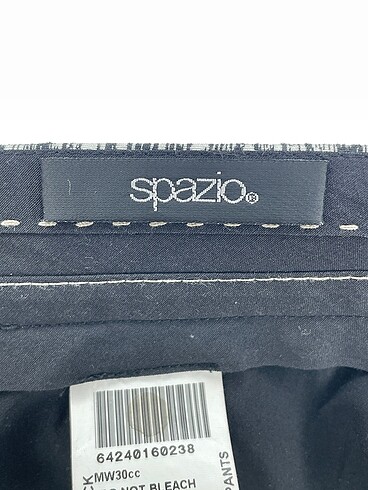 spazio®
64240160238
MW30cc
NOT BLEACH
PANTS